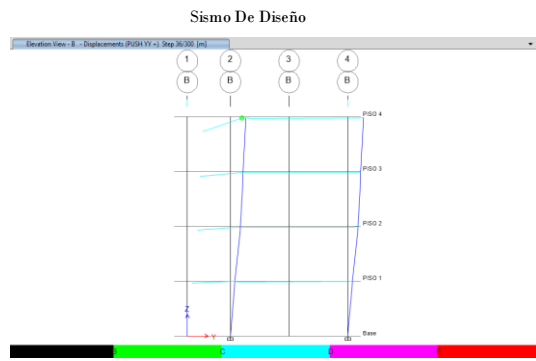 Sismo De Diseño
Elevation View - B - Displacements (PUSH YY +) Step 36/300 [m]
1 2 3 4
B B B B
PISO 4
PISO 3
PISO 2
PISO 1
Z
Y
Base
B C D E